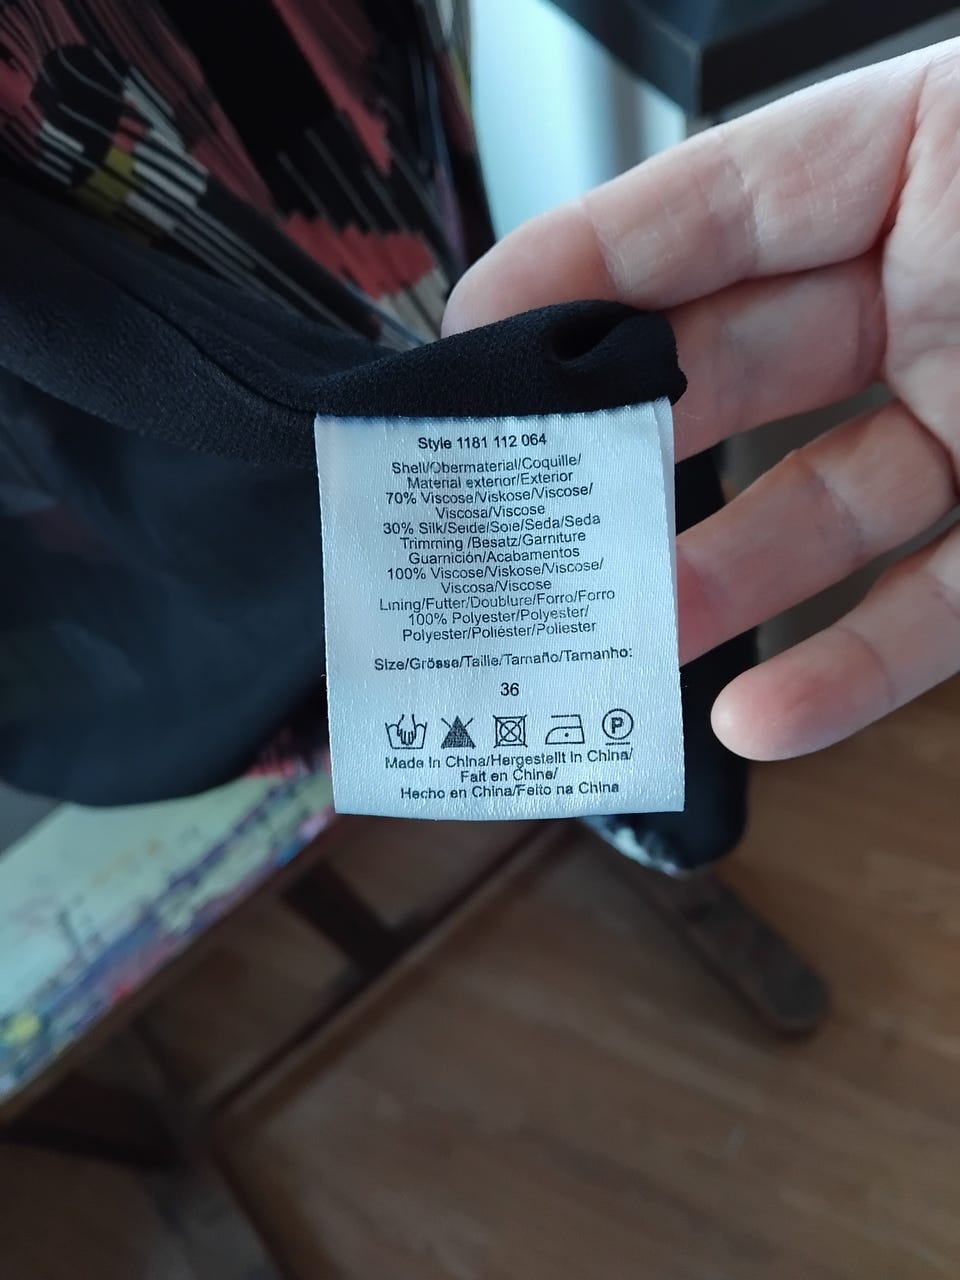 Style 1181 112 064
Shell/Obermaterial/Coquille/
Material exterior/Exterior
70% Viscose/Viskose/Viscose/
Viscosa/Viscose
30% Silk/Seide/Soie/Seda/Seda
Trimming /Besatz/Garniture
Guarnición/Acabamentos
100% Viscose/Viskose/Viscose/
Viscosa/Viscose
Lining/Futter/Doublure/Forro/Forro
100% Polyester/Polyester/
Polyester/Poliéster/Poliester
Size/Grösse/Taille/Tamaño/Tamanho:
36
P
Made in China/Hergestellt in China/
Fait en Chine/
Hecho en China/Feito na China